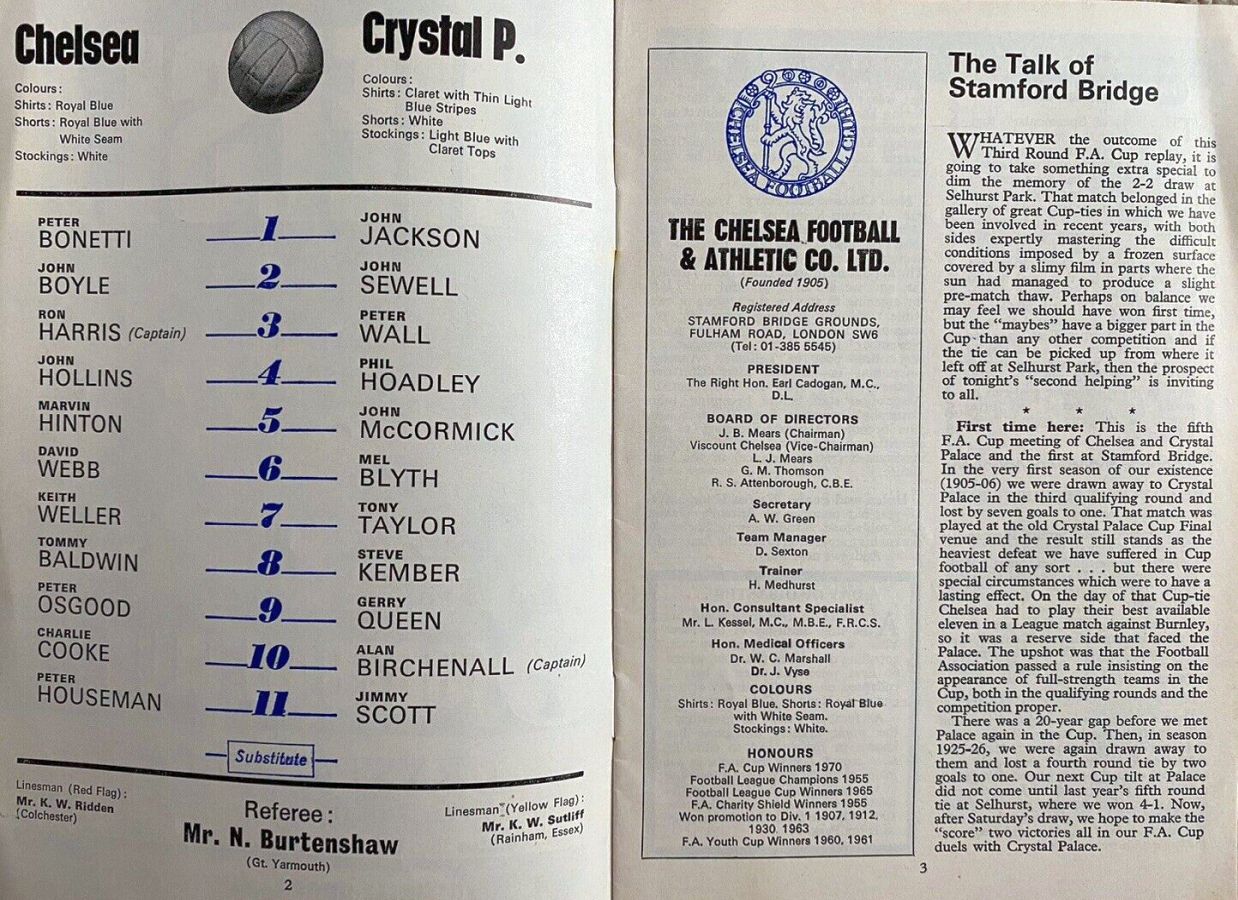 Chelsea
Colours:
Shirts: Royal Blue
Shorts: Royal Blue with
White Seam
Stockings: White
Crystal P.
Colours:
Shirts: Claret with Thin Light
Blue Stripes
Shorts: White
Stockings: Light Blue with
Claret Tops
PETER
BONETTI
1
JOHN
JACKSON
JOHN
BOYLE
2
JOHN
SEWELL
RON
HARRIS (Captain)
3
PETER
WALL
JOHN
HOLLINS
4
PHIL
HOADLEY
MARVIN
HINTON
5
JOHN
McCORMICK
DAVID
WEBB
6
MEL
BLYTH
KEITH
WELLER
7
TONY
TAYLOR
TOMMY
BALDWIN
8
STEVE
KEMBER
PETER
OSGOOD
9
GERRY
QUEEN
CHARLIE
COOKE
10
ALAN
BIRCHENALL (Captain)
PETER
HOUSEMAN
11
JIMMY
SCOTT
Substitute
Linesman (Red Flag):
Mr. K. W. Ridden
(Colchester)
Referee:
Mr. N. Burtenshaw
(Gt. Yarmouth)
Linesman (Yellow Flag):
Mr. K. W. Sutliff
(Rainham, Essex)
2
CHELSEA FOOTBALL CLUB
THE CHELSEA FOOTBALL
& ATHLETIC CO. LTD.
(Founded 1905)
Registered Address
STAMFORD BRIDGE GROUNDS,
FULHAM ROAD, LONDON SW6
(Tel: 01-385 5545)
PRESIDENT
The Right Hon. Earl Cadogan, M.C.,
D.L.
BOARD OF DIRECTORS
J. B. Mears (Chairman)
Viscount Chelsea (Vice-Chairman)
L. J. Mears
G. M. Thomson
R. S. Attenborough, C.B.E.
Secretary
A. W. Green
Team Manager
D. Sexton
Trainer
H. Medhurst
Hon. Consultant Specialist
Mr. L. Kessel, M.C., M.B.E., F.R.C.S.
Hon. Medical Officers
Dr. W. C. Marshall
Dr. J. Vyse
COLOURS
Shirts: Royal Blue. Shorts: Royal Blue
with White Seam.
Stockings: White.
HONOURS
F.A. Cup Winners 1970
Football League Champions 1955
Football League Cup Winners 1965
F.A. Charity Shield Winners 1955
Won promotion to Div. 1 1907, 1912,
1930, 1963
F.A. Youth Cup Winners 1960, 1961
The Talk of
Stamford Bridge
WHATEVER the outcome of this
Third Round F.A. Cup replay, it is
going to take something extra special to
dim the memory of the 2-2 draw at
Selhurst Park. That match belonged in the
gallery of great Cup-ties in which we have
been involved in recent years, with both
sides expertly mastering the difficult
conditions imposed by a frozen surface
covered by a slimy film in parts where the
sun had managed to produce a slight
pre-match thaw. Perhaps on balance we
may feel we should have won first time,
but the "maybes" have a bigger part in the
Cup than any other competition and if
the tie can be picked up from where it
left off at Selhurst Park, then the prospect
of tonight's "second helping" is inviting
to all.
* * *
First time here: This is the fifth
F.A. Cup meeting of Chelsea and Crystal
Palace and the first at Stamford Bridge.
In the very first season of our existence
(1905-06) we were drawn away to Crystal
Palace in the third qualifying round and
lost by seven goals to one. That match was
played at the old Crystal Palace Cup Final
venue and the result still stands as the
heaviest defeat we have suffered in Cup
football of any sort . . . but there were
special circumstances which were to have a
lasting effect. On the day of that Cup-tie
Chelsea had to play their best available
eleven in a League match against Burnley,
so it was a reserve side that faced the
Palace. The upshot was that the Football
Association passed a rule insisting on the
appearance of full-strength teams in the
Cup, both in the qualifying rounds and the
competition proper.
There was a 20-year gap before we met
Palace again in the Cup. Then, in season
1925-26, we were again drawn away to
them and lost a fourth round tie by two
goals to one. Our next Cup tilt at Palace
did not come until last year's fifth round
tie at Selhurst, where we won 4-1. Now,
after Saturday's draw, we hope to make the
"score" two victories all in our F.A. Cup
duels with Crystal Palace.
3